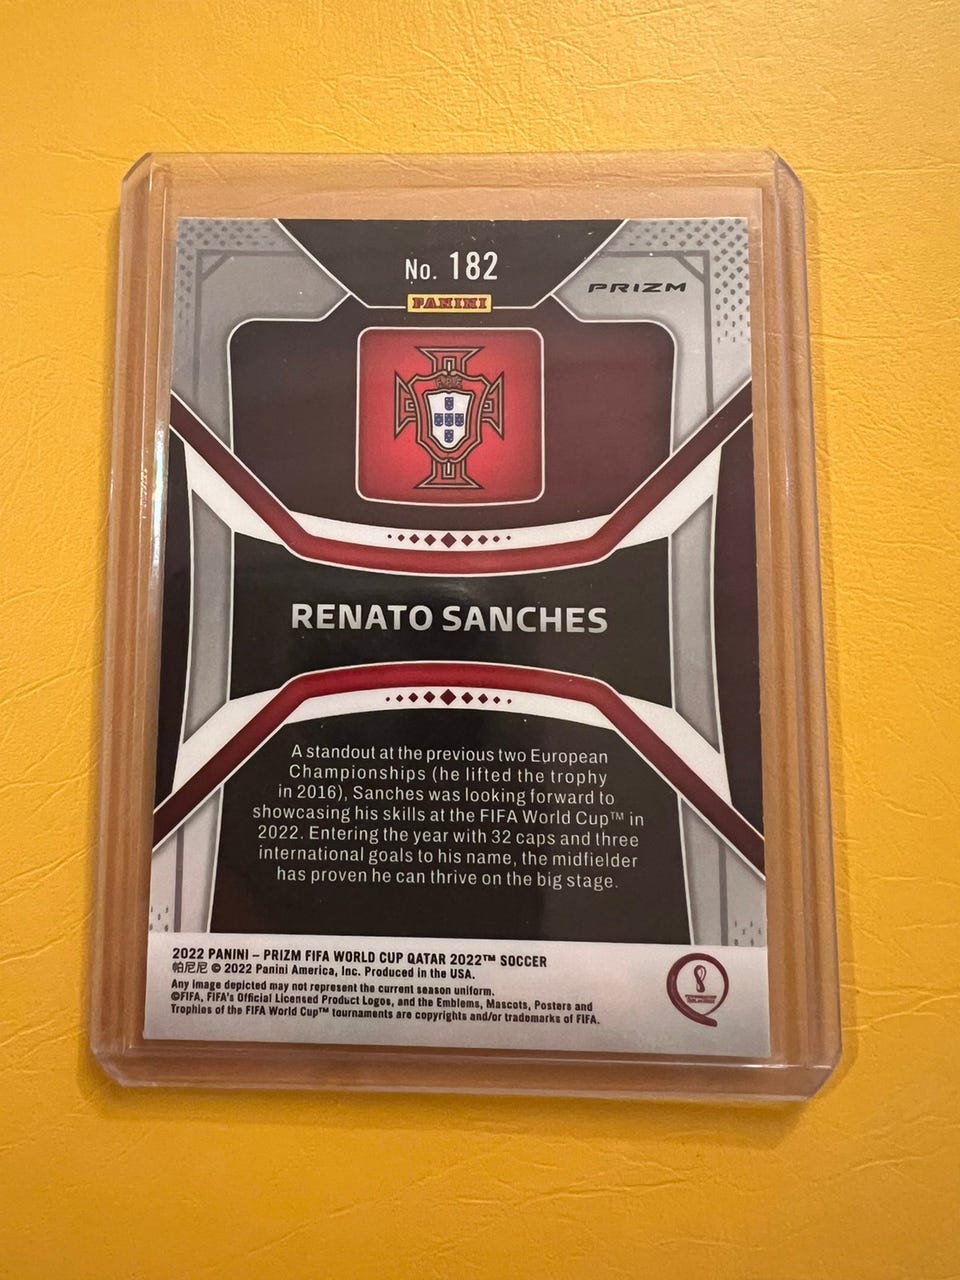 No. 182
PANINI
PRIZM
F P F
RENATO SANCHES
A standout at the previous two European
Championships (he lifted the trophy
in 2016), Sanches was looking forward to
showcasing his skills at the FIFA World Cup™ in
2022. Entering the year with 32 caps and three
international goals to his name, the midfielder
has proven he can thrive on the big stage.
2022 PANINI – PRIZM FIFA WORLD CUP QATAR 2022™ SOCCER
帕尼尼 © 2022 Panini America, Inc. Produced in the USA.
Any image depicted may not represent the current season uniform.
©FIFA, FIFA's Official Licensed Product Logos, and the Emblems, Mascots, Posters and
Trophies of the FIFA World Cup™ tournaments are copyrights and/or trademarks of FIFA.